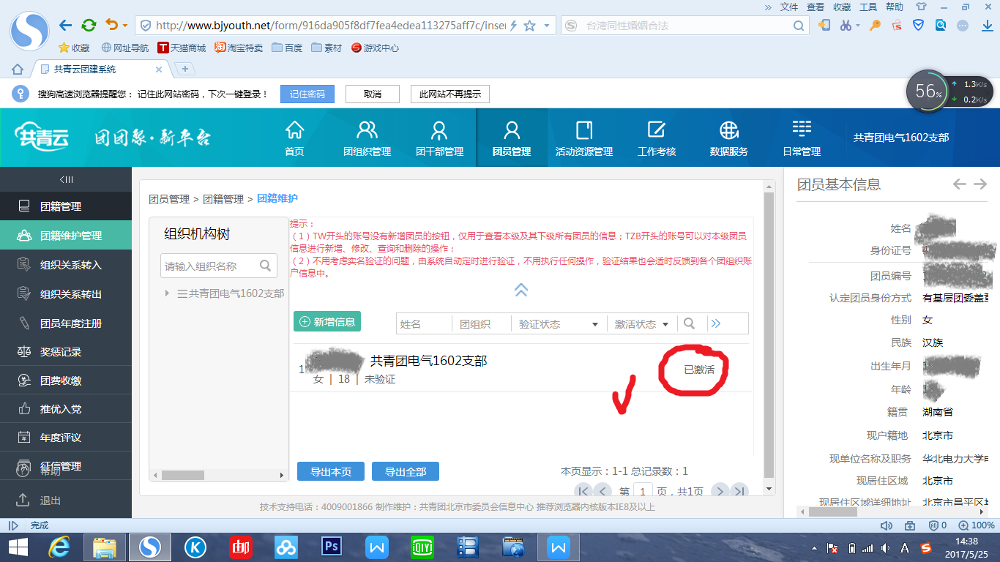 » 文件 查看 收藏 工具 帮助
http://www.bjyouth.net/form/916da905f8df7fea4edea113275aff7c/inser
台湾同性婚姻合法
收藏 网址导航 T 天猫商城 淘 淘宝特卖 百度 素材 游戏中心
共青云团建系统
搜狗高速浏览器提醒您: 记住此网站密码,下次一键登录! 记住密码 取消 此网站不再提示
56% 1.3K/s
0.2K/s
共青云 团团聚·新平台
首页 团组织管理 团干部管理 团员管理 活动资源管理 工作考核 数据服务 日常管理
共青团电气1602支部
团籍管理
团籍维护管理
组织关系转入
组织关系转出
团员年度注册
奖惩记录
团费收缴
推优入党
年度评议
征信管理
帮助
退出
团员管理 > 团籍管理 > 团籍维护
组织机构树
请输入组织名称
共青团电气1602支部
提示:
(1)TW开头的账号没有新增团员的按钮,仅用于查看本级及其下级所有团员的信息;TZB开头的账号可以对本级团员
信息进行新增、修改、查询和删除的操作;
(2)不用考虑实名验证的问题,由系统自动定时进行验证,不用执行任何操作,验证结果也会适时反馈到各个团组织账
户信息中。
新增信息 姓名 团组织 验证状态 激活状态
1 共青团电气1602支部 已激活
女 | 18 | 未验证
导出本页 导出全部
本页显示:1-1 总记录数:1
第 1 页,共1页
技术支持电话:4009001866 制作维护:共青团北京市委员会信息中心 推荐浏览器内核版本IE8及以上
团员基本信息
姓名
身份证号
团员编号
认定团员身份方式 有基层团委盖章
性别 女
民族 汉族
出生年月
年龄
籍贯 湖南省
现户籍地 北京市
现单位名称及职务 华北电力大学电
现居住区域 北京市
现居住区域详细地址 北京市昌平区
完成
0 100%
K 邮 Ps W iQIY W
A S
14:38
2017/5/25